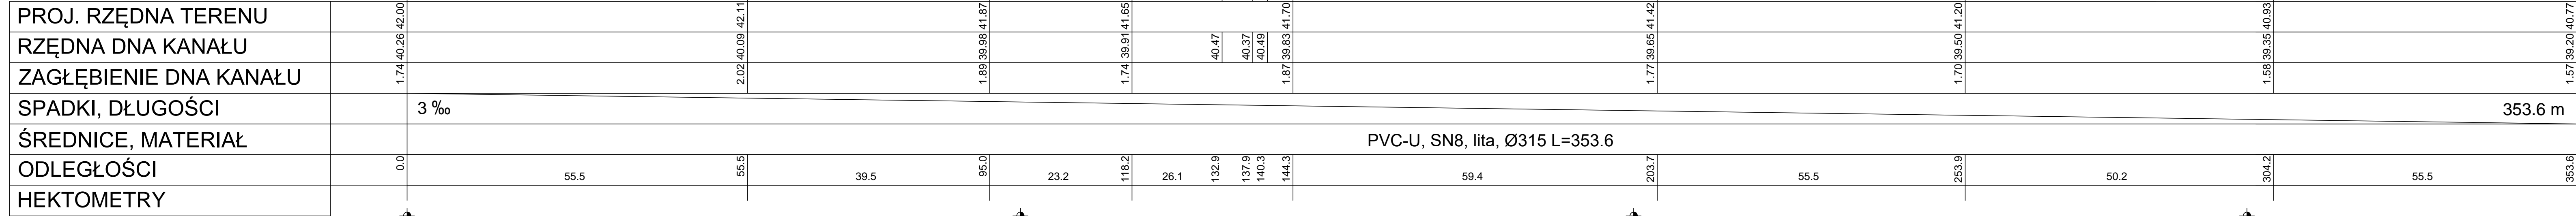 PROJ. RZĘDNA TERENU 42.00 42.11 41.87 41.65 41.70 41.42 41.20 40.93 40.77
RZĘDNA DNA KANAŁU 40.26 40.09 39.98 39.91 40.47 40.37 40.49 39.83 39.65 39.50 39.35 39.20
ZAGŁĘBIENIE DNA KANAŁU 1.74 2.02 1.89 1.74 1.87 1.77 1.70 1.58 1.57
SPADKI, DŁUGOŚCI 3 ‰ 353.6 m
ŚREDNICE, MATERIAŁ PVC-U, SN8, lita, Ø315 L=353.6
ODLEGŁOŚCI 0.0 55.5 55.5 39.5 95.0 23.2 118.2 26.1 132.9 137.9 140.3 144.3 59.4 203.7 55.5 253.9 50.2 304.2 55.5 353.6
HEKTOMETRY